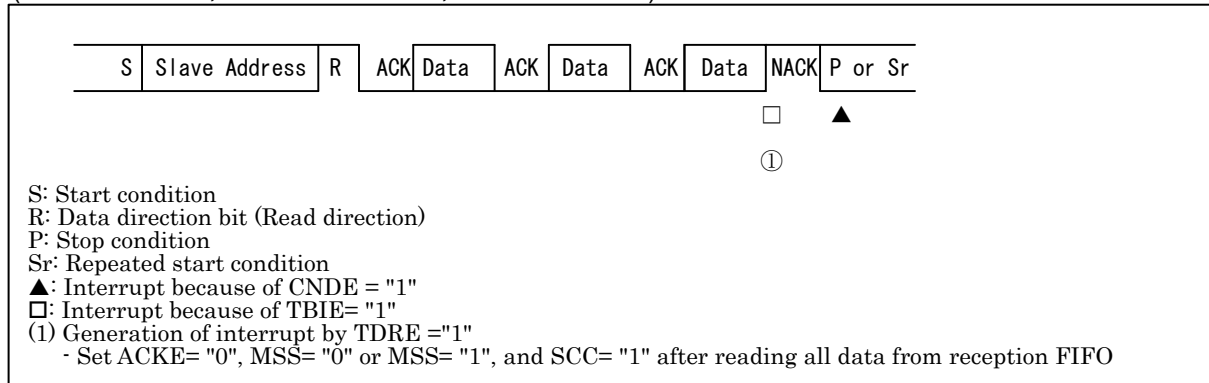 S Slave Address R ACK Data ACK Data ACK Data NACK P or Sr
□ ▲
①
S: Start condition
R: Data direction bit (Read direction)
P: Stop condition
Sr: Repeated start condition
▲: Interrupt because of CNDE = "1"
□: Interrupt because of TBIE= "1"
(1) Generation of interrupt by TDRE ="1"
- Set ACKE= "0", MSS= "0" or MSS= "1", and SCC= "1" after reading all data from reception FIFO